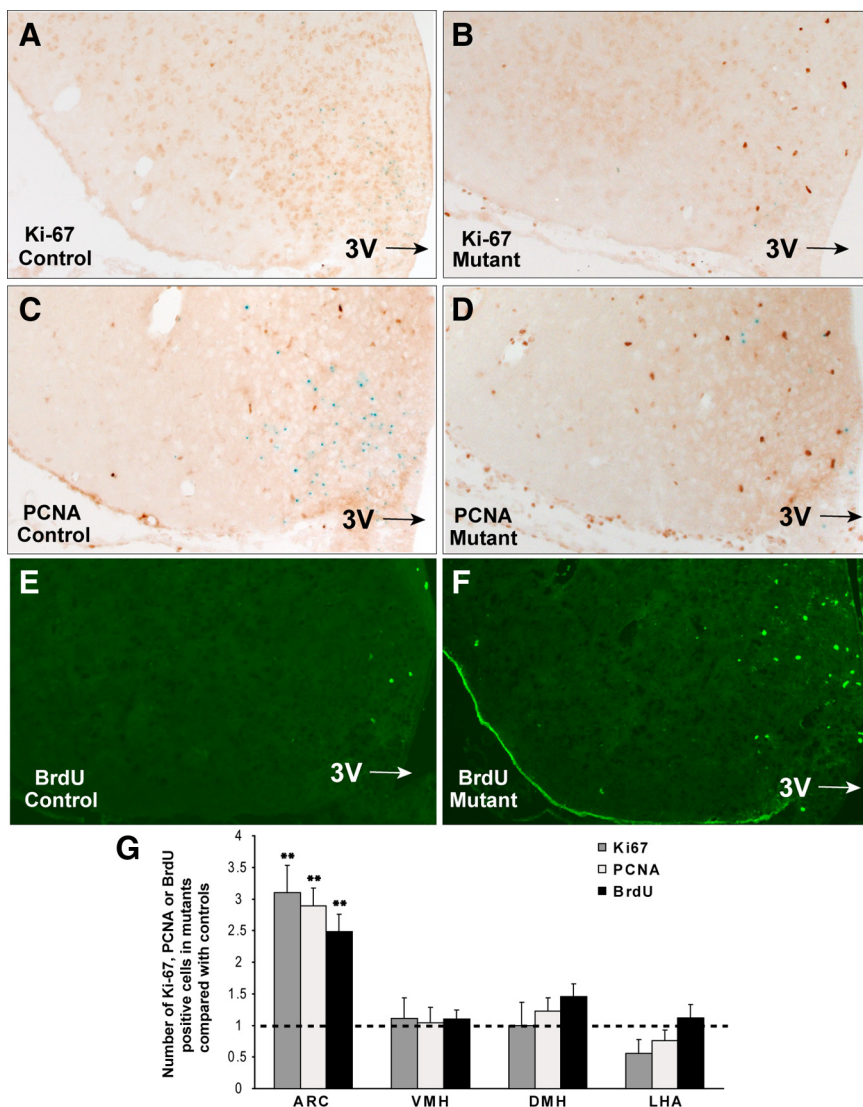 A
Ki-67
Control
3V
B
Ki-67
Mutant
3V
C
PCNA
Control
3V
D
PCNA
Mutant
3V
E
BrdU
Control
3V
F
BrdU
Mutant
3V
G
Number of Ki-67, PCNA or BrdU
positive cells in mutants
compared with controls
4
3.5
3
2.5
2
1.5
1
0.5
0
**
**
**
Ki67
PCNA
BrdU
ARC
VMH
DMH
LHA